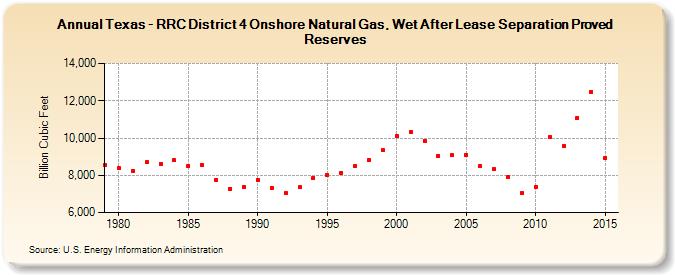 Annual Texas - RRC District 4 Onshore Natural Gas, Wet After Lease Separation Proved
Reserves
Billion Cubic Feet
14,000
12,000
10,000
8,000
6,000
1980 1985 1990 1995 2000 2005 2010 2015
Source: U.S. Energy Information Administration